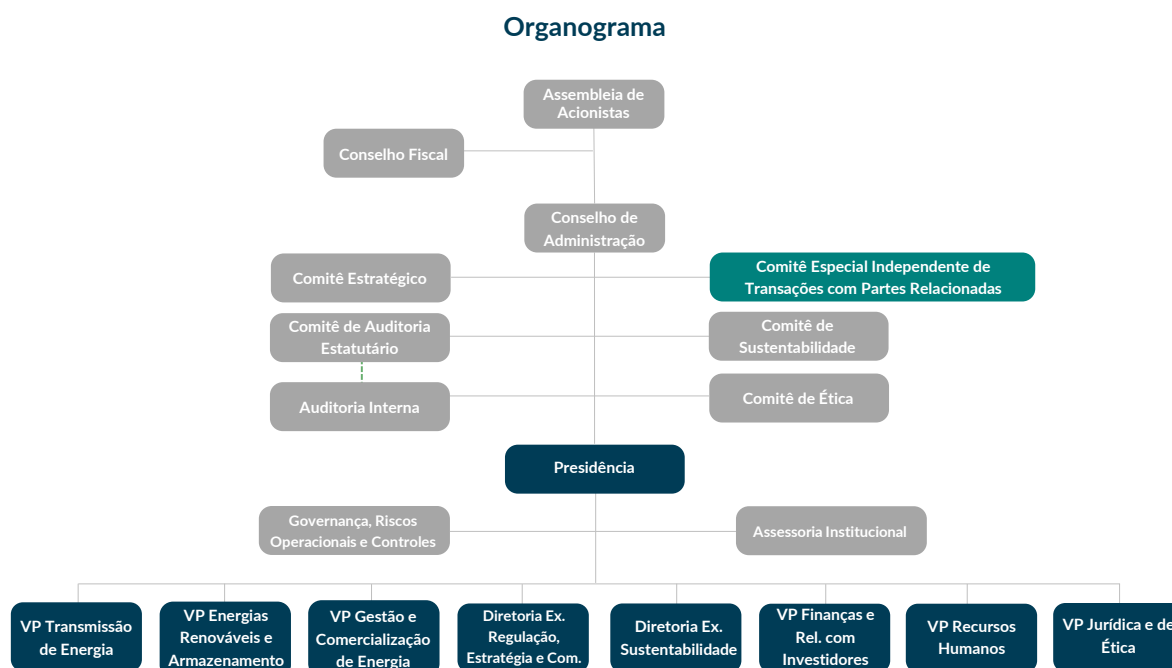 Organograma
Assembleia de
Acionistas
Conselho Fiscal
Conselho de
Administração
Comitê Estratégico
Comitê Especial Independente de
Transações com Partes Relacionadas
Comitê de Auditoria
Estatutário
Comitê de
Sustentabilidade
Auditoria Interna
Comitê de Ética
Presidência
Governança, Riscos
Operacionais e Controles
Assessoria Institucional
VP Transmissão
de Energia
VP Energias
Renováveis e
Armazenamento
VP Gestão e
Comercialização
de Energia
Diretoria Ex.
Regulação,
Estratégia e Com.
Diretoria Ex.
Sustentabilidade
VP Finanças e
Rel. com
Investidores
VP Recursos
Humanos
VP Jurídica e de
Ética